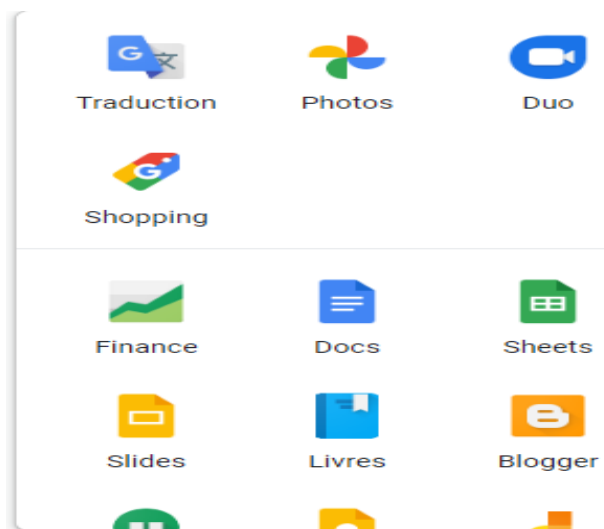 Traduction Photos Duo
Shopping
Finance Docs Sheets
Slides Livres Blogger